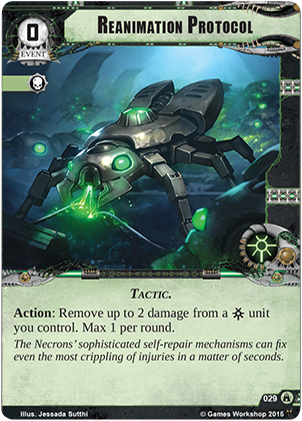 0
EVENT
REANIMATION PROTOCOL
TACTIC.
Action: Remove up to 2 damage from a unit
you control. Max 1 per round.
The Necrons' sophisticated self-repair mechanisms can fix
even the most crippling of injuries in a matter of seconds.
029
Illus. Jessada Sutthi
© Games Workshop 2015